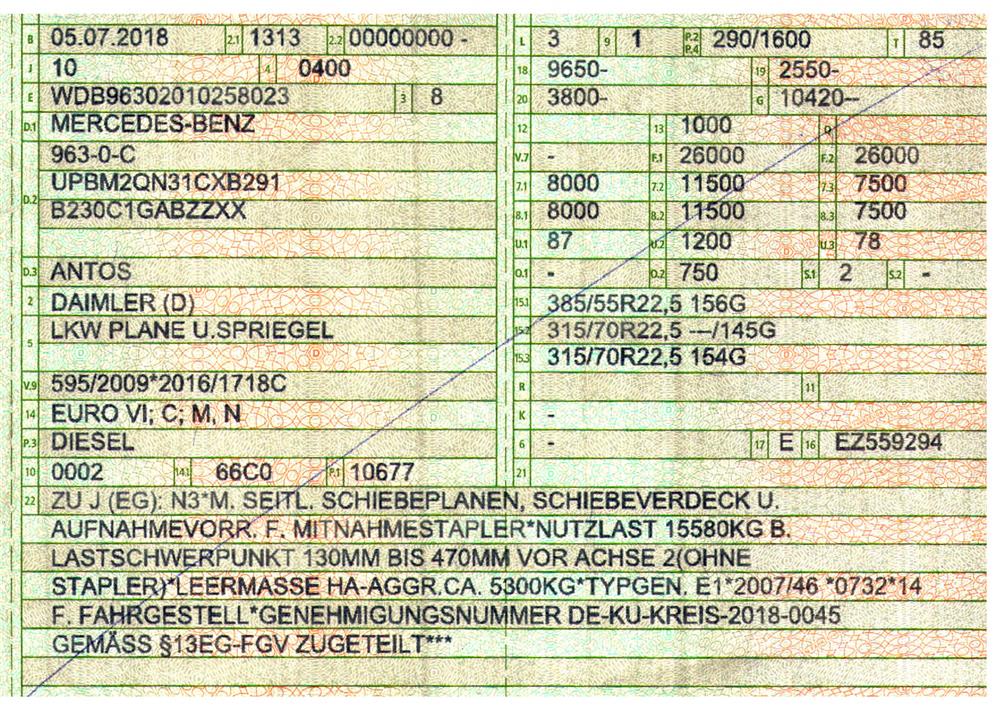 B 05.07.2018 2.1 1313 2.2 00000000 -
J 10 4 0400
E WDB96302010258023 3 8
D.1 MERCEDES-BENZ
963-0-C
D.2 UPBM2QN31CXB291
B230C1GABZZXX
D.3 ANTOS
2 DAIMLER (D)
5 LKW PLANE U.SPRIEGEL
V.9 595/2009*2016/1718C
14 EURO VI; C; M, N
P.3 DIESEL
10 0002 14.1 66C0 P.1 10677
L 3 9 1 P.2 P.4 290/1600 T 85
18 9650- 19 2550-
20 3800- G 10420--
12 13 1000 Q
V.7 - F.1 26000 F.2 26000
7.1 8000 7.2 11500 7.3 7500
8.1 8000 8.2 11500 8.3 7500
U.1 87 U.2 1200 U.3 78
O.1 - O.2 750 S.1 2 S.2 -
15.1 385/55R22,5 156G
15.2 315/70R22,5 ---/145G
15.3 315/70R22,5 154G
R 11
K -
6 - 17 E 16 EZ559294
21
22 ZU J (EG): N3*M. SEITL. SCHIEBEPLANEN, SCHIEBEVERDECK U.
AUFNAHMEVORR. F. MITNAHMESTAPLER*NUTZLAST 15580KG B.
LASTSCHWERPUNKT 130MM BIS 470MM VOR ACHSE 2(OHNE
STAPLER)*LEERMASSE HA-AGGR.CA. 5300KG*TYPGEN. E1*2007/46 *0732*14
F. FAHRGESTELL*GENEHMIGUNGSNUMMER DE-KU-KREIS-2018-0045
GEMÄSS §13EG-FGV ZUGETEILT***